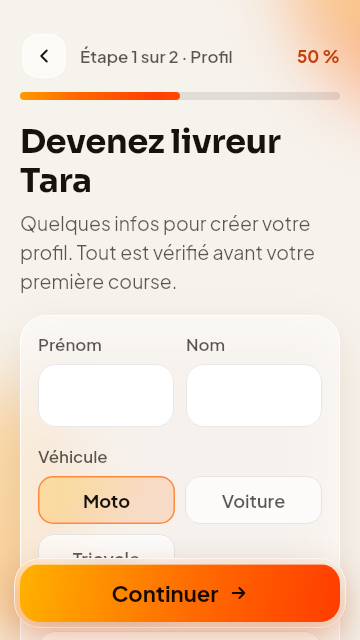 Étape 1 sur 2 · Profil
50 %
Devenez livreur
Tara
Quelques infos pour créer votre
profil. Tout est vérifié avant votre
première course.
Prénom
Nom
Véhicule
Moto
Voiture
Tricycle
Continuer →